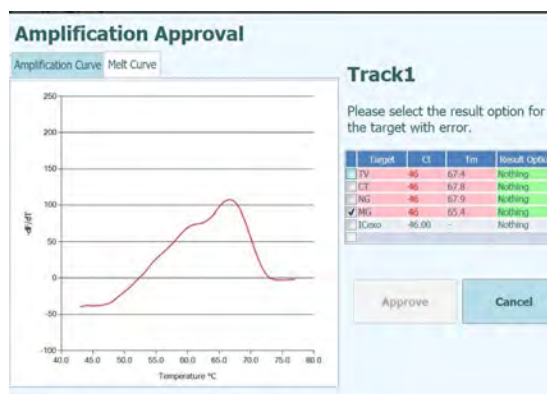 Amplification Approval
Amplification Curve Melt Curve
250
200
150
100
50
0
-50
-100
-dF/dT
40.0 45.0 50.0 55.0 60.0 65.0 70.0 75.0 80.0
Temperature °C
Track1
Please select the result option for
the target with error.
Target Ct Tm Result Optio
TV 46 67.4 Nothing
CT 46 67.8 Nothing
NG 46 67.9 Nothing
MG 46 65.4 Nothing
ICexo 46.00 - Nothing
Approve Cancel